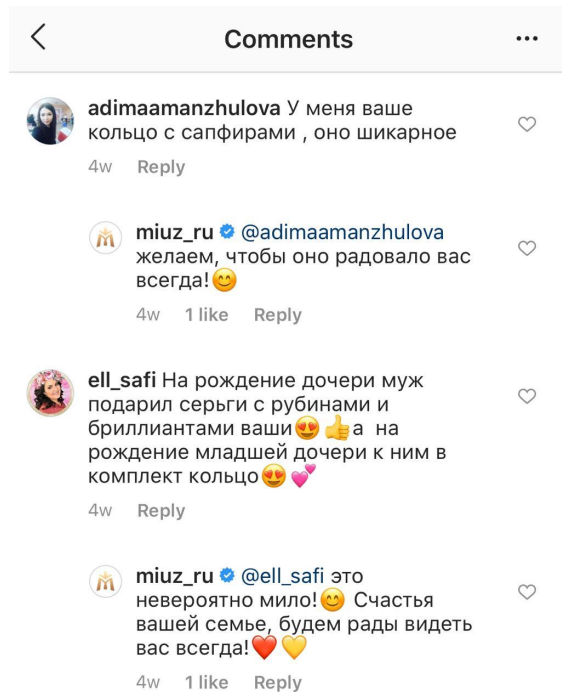 Comments
adimaamanzhulova У меня ваше
кольцо с сапфирами , оно шикарное
4w Reply
miuz_ru @adimaamanzhulova
желаем, чтобы оно радовало вас
всегда!😊
4w 1 like Reply
ell_safi На рождение дочери муж
подарил серьги с рубинами и
бриллиантами ваши😍👍а на
рождение младшей дочери к ним в
комплект кольцо😍💕
4w Reply
miuz_ru @ell_safi это
невероятно мило!😊 Счастья
вашей семье, будем рады видеть
вас всегда!❤️💛
4w 1 like Reply